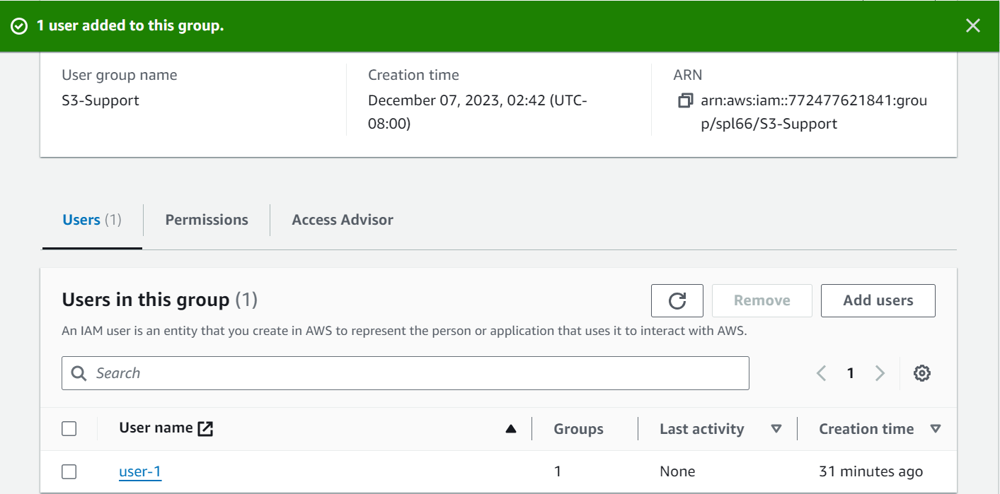 1 user added to this group.
User group name
S3-Support
Creation time
December 07, 2023, 02:42 (UTC-
08:00)
ARN
arn:aws:iam::772477621841:grou
p/spl66/S3-Support
Users (1)
Permissions
Access Advisor
Users in this group (1)
Remove
Add users
An IAM user is an entity that you create in AWS to represent the person or application that uses it to interact with AWS.
Search
1
User name
Groups
Last activity
Creation time
user-1
1
None
31 minutes ago